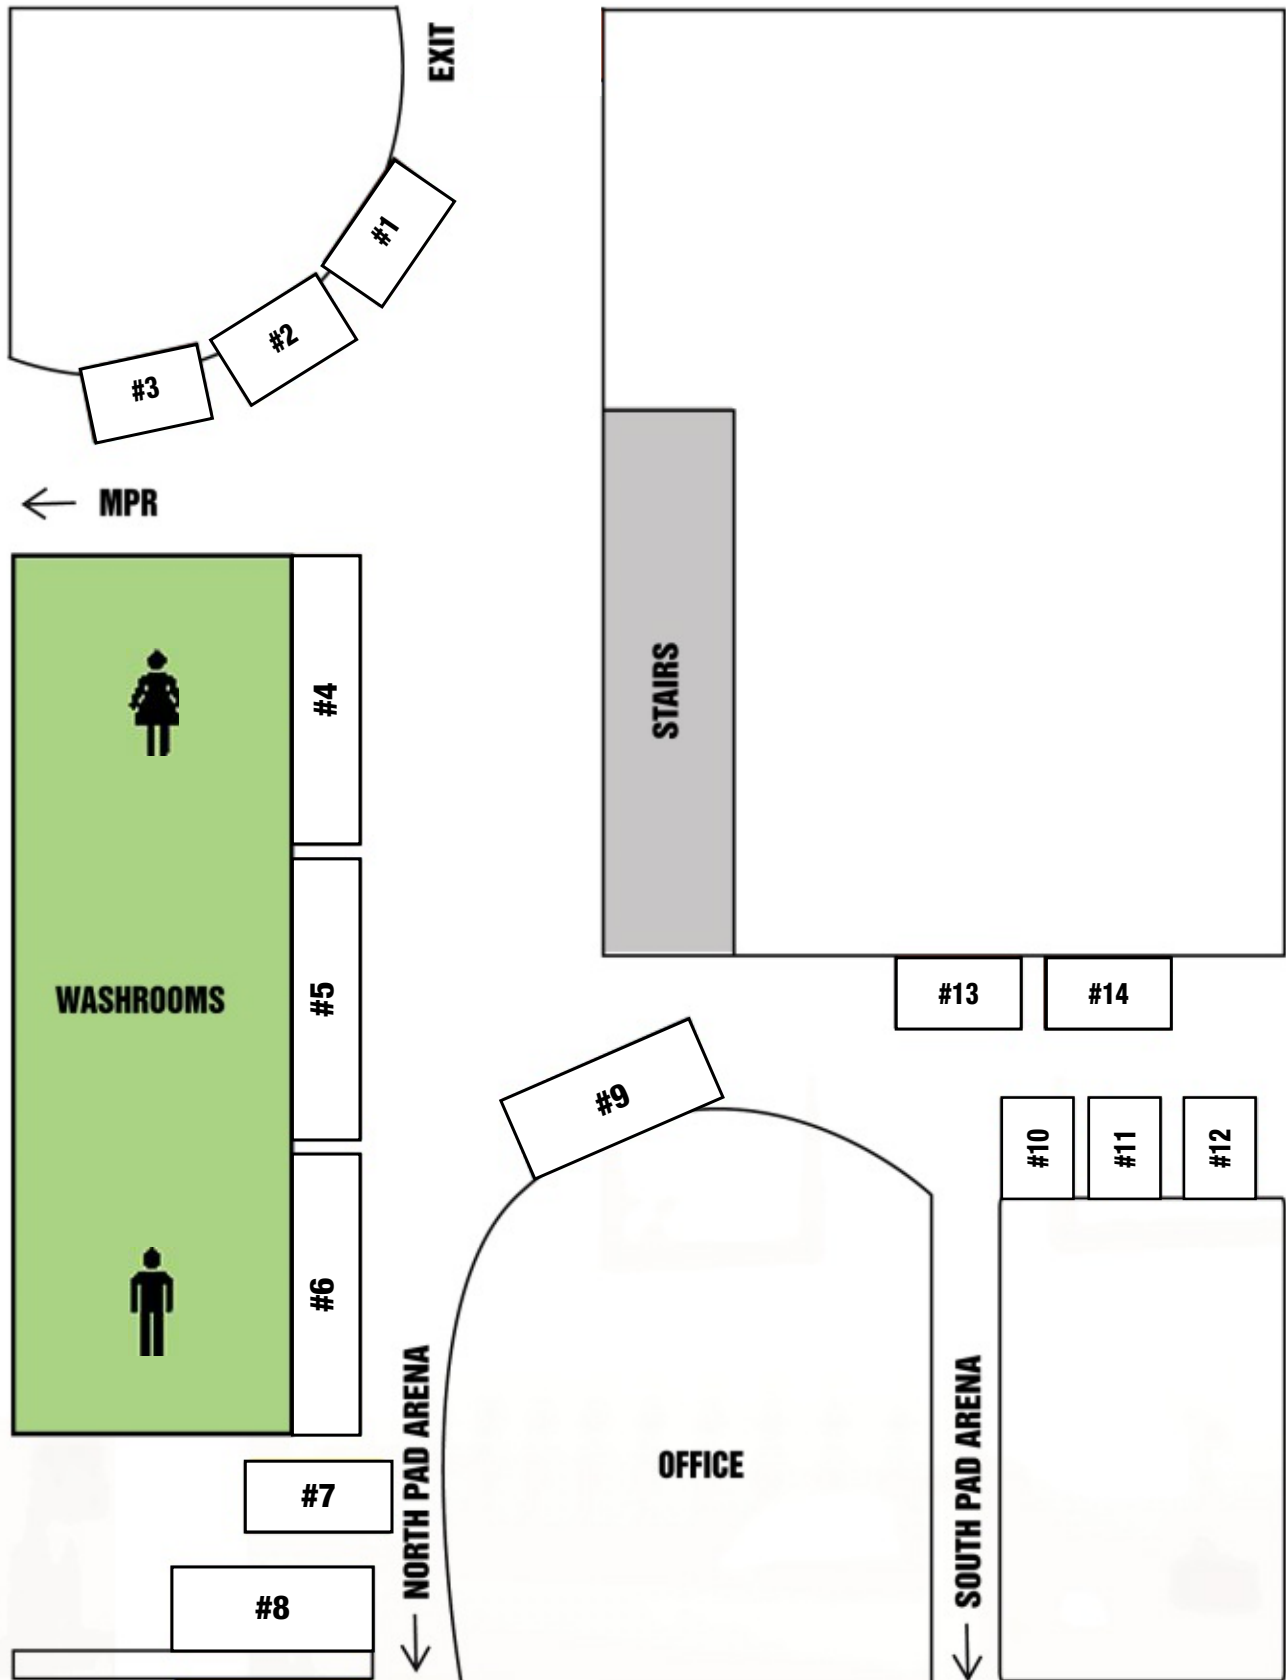 EXIT
#1
#2
#3
MPR
#4
STAIRS
#5
WASHROOMS
#13
#14
#9
#10
#11
#12
#6
NORTH PAD ARENA
OFFICE
SOUTH PAD ARENA
#7
#8